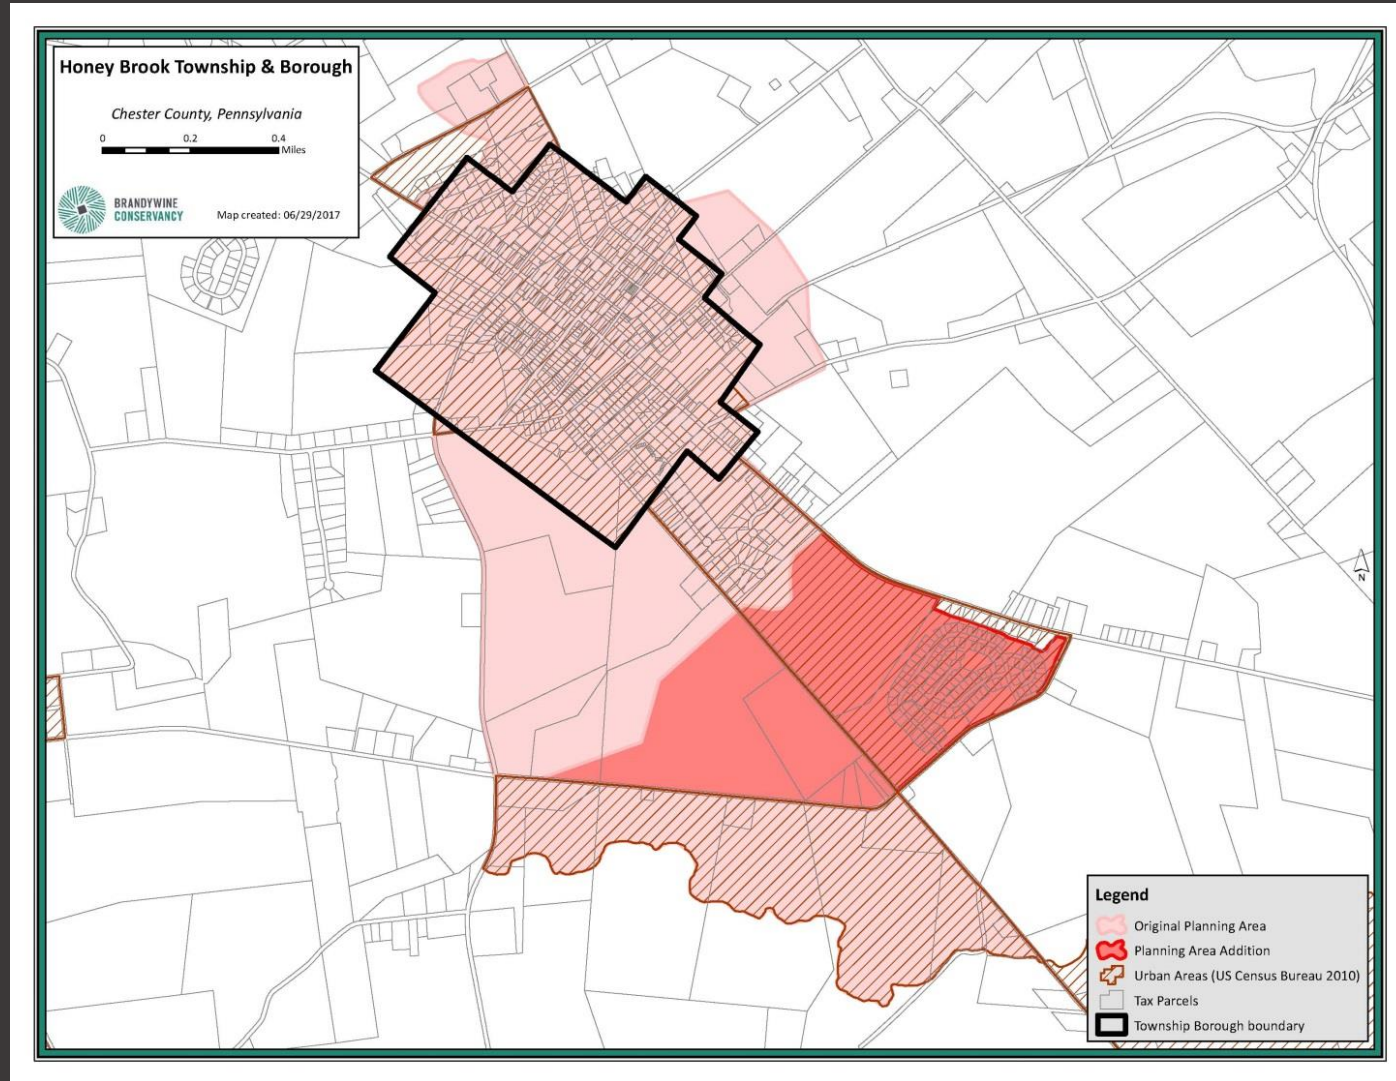 Honey Brook Township & Borough
Chester County, Pennsylvania
0 0.2 0.4
Miles
BRANDYWINE
CONSERVANCY
Map created: 06/29/2017
N
Legend
Original Planning Area
Planning Area Addition
Urban Areas (US Census Bureau 2010)
Tax Parcels
Township Borough boundary